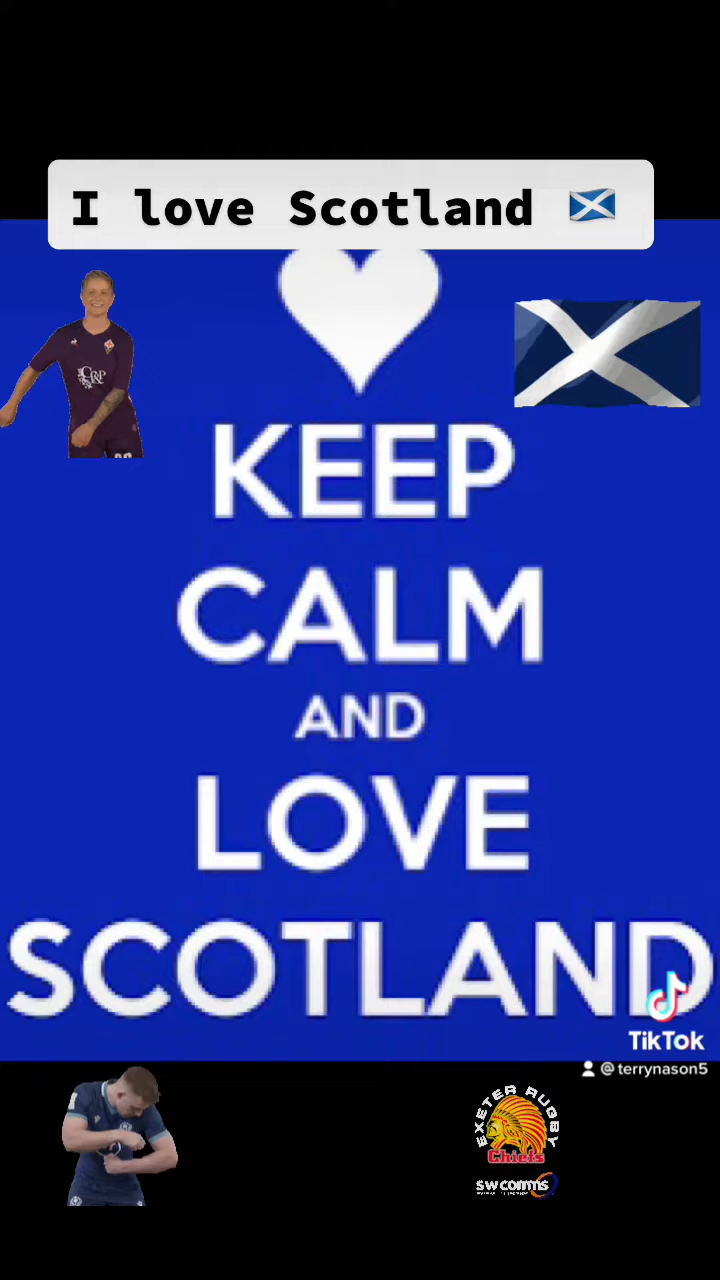 I love Scotland 🏴󠁧󠁢󠁳󠁣󠁴󠁿
KEEP
CALM
AND
LOVE
SCOTLAND
TikTok
@terrynason5
EXETER RUGBY
Chiefs
swcomms